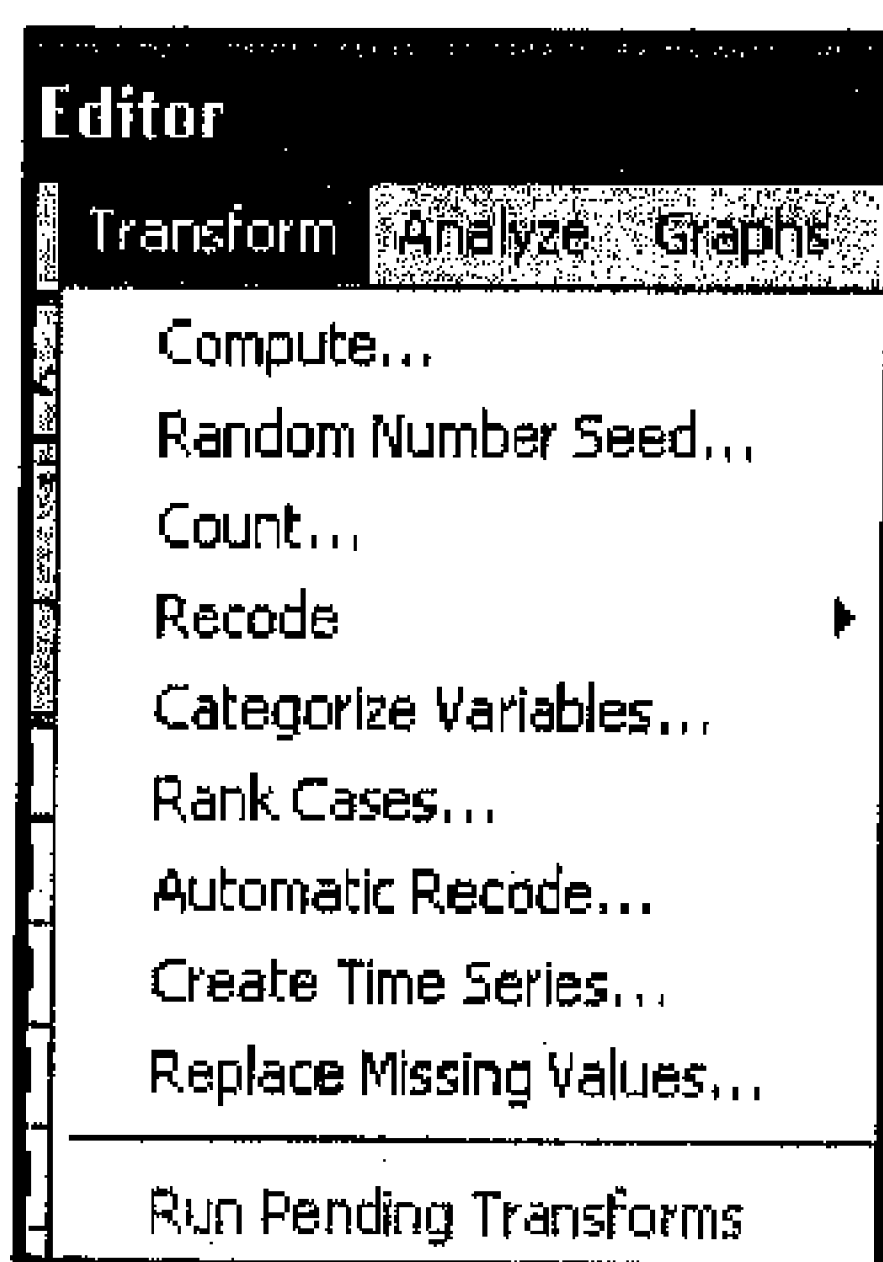 Editor
Transform Analyze Graphs
Compute...
Random Number Seed...
Count...
Recode
Categorize Variables...
Rank Cases...
Automatic Recode...
Create Time Series...
Replace Missing Values...
Run Pending Transforms